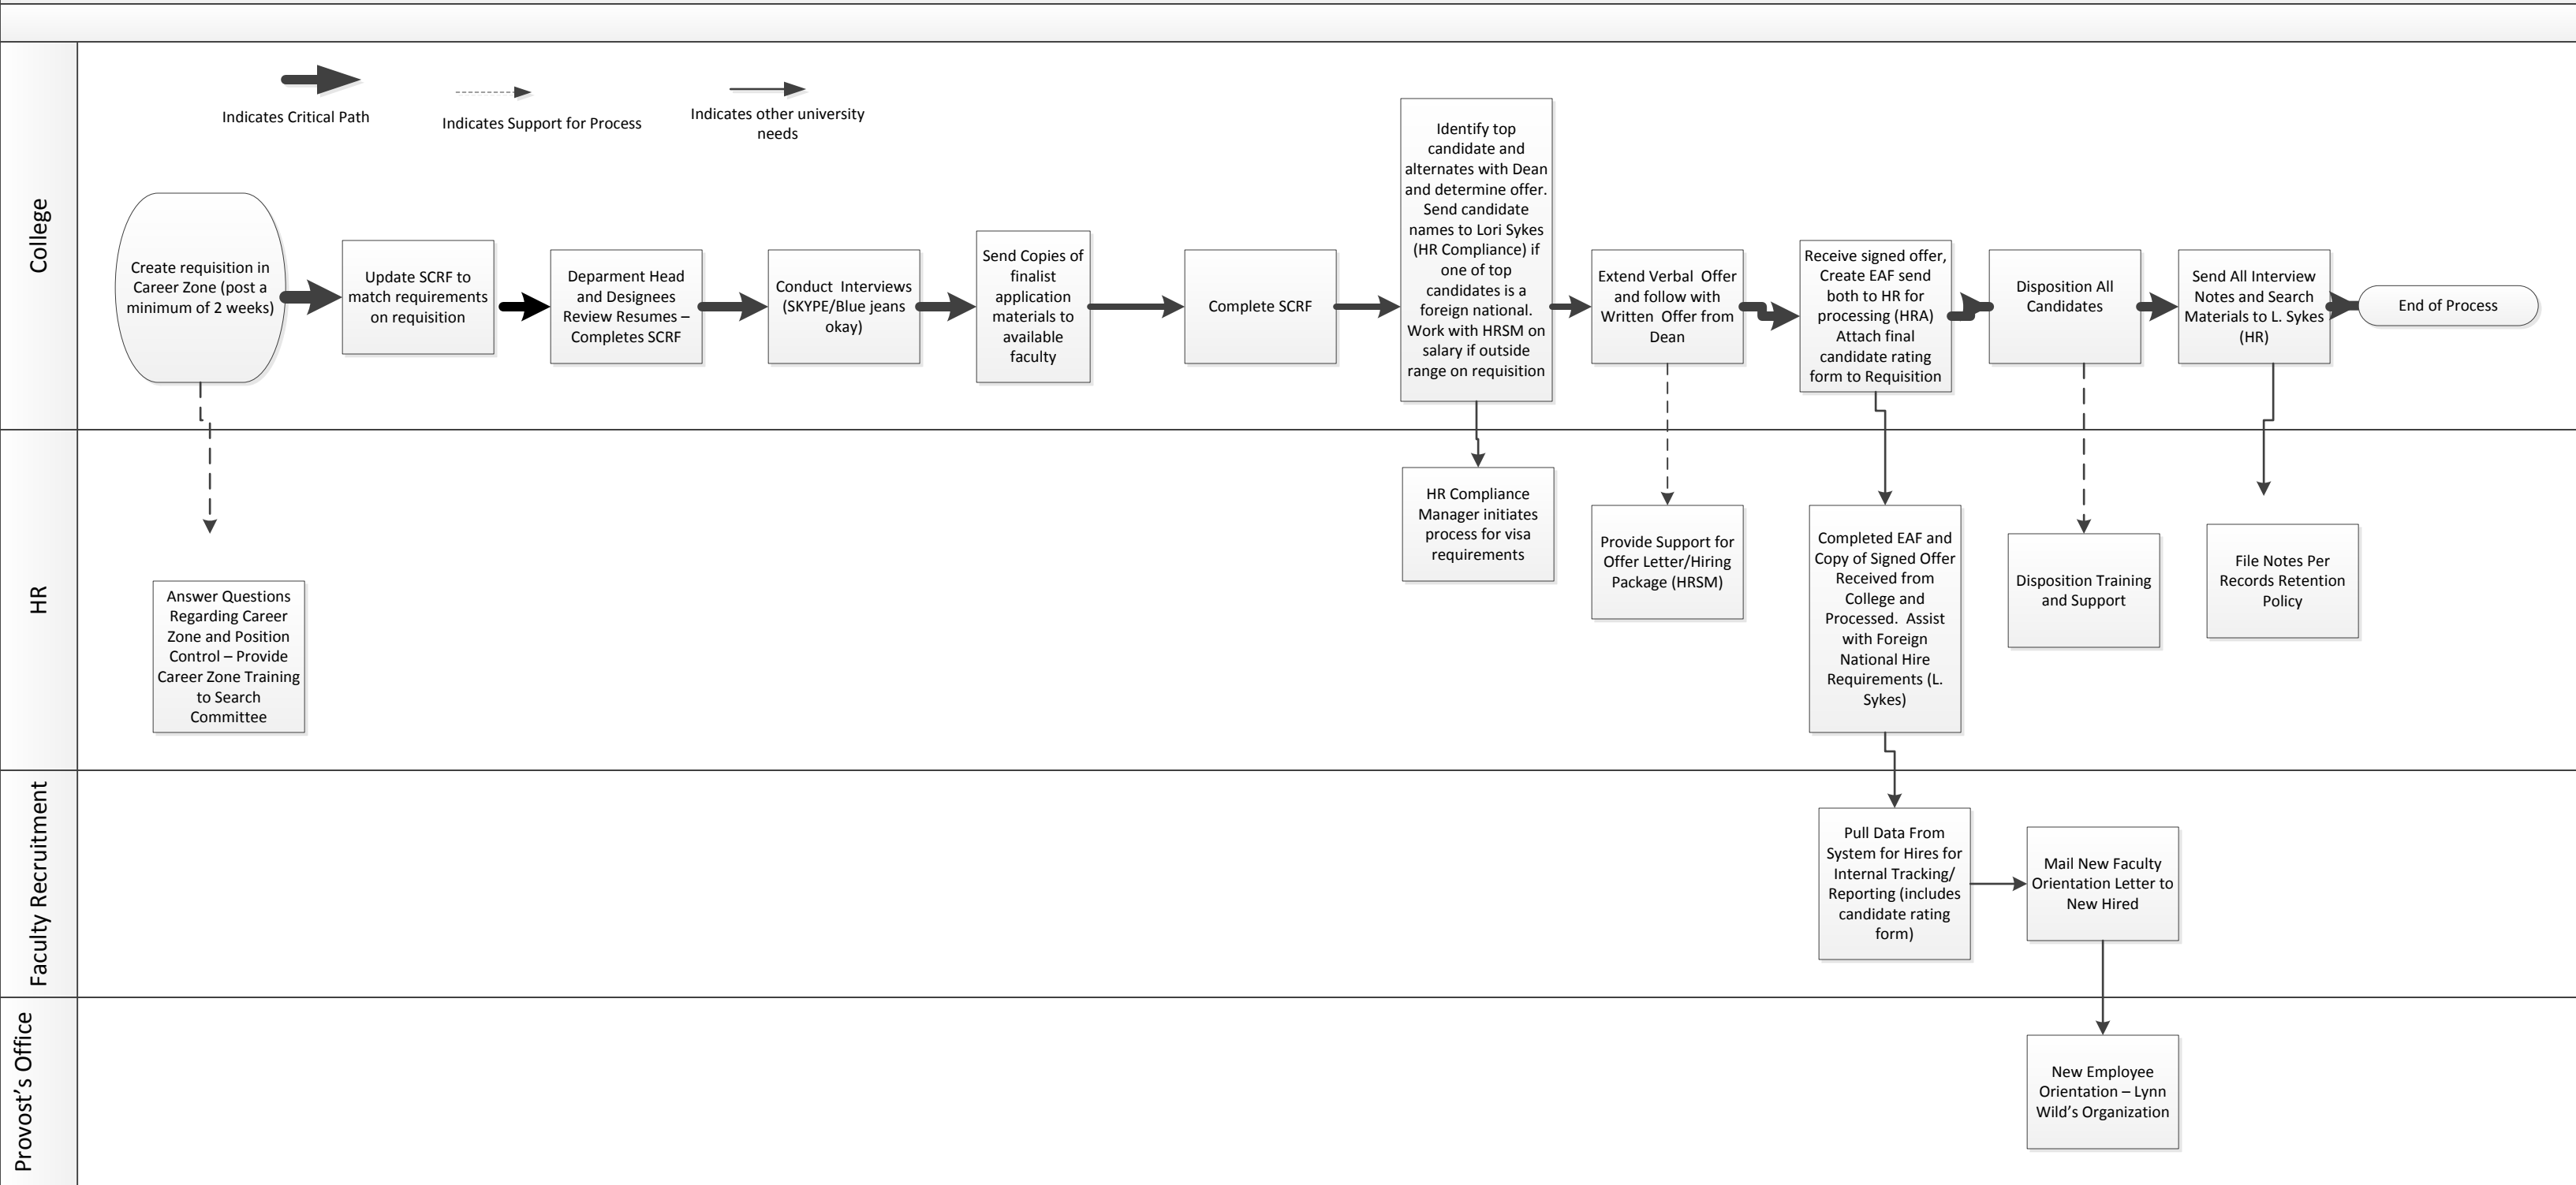 College
Indicates Critical Path
Indicates Support for Process
Indicates other university
needs
Create requisition in
Career Zone (post a
minimum of 2 weeks)
Update SCRF to
match requirements
on requisition
Deparment Head
and Designees
Review Resumes –
Completes SCRF
Conduct Interviews
(SKYPE/Blue jeans
okay)
Send Copies of
finalist
application
materials to
available
faculty
Complete SCRF
Identify top
candidate and
alternates with Dean
and determine offer.
Send candidate
names to Lori Sykes
(HR Compliance) if
one of top
candidates is a
foreign national.
Work with HRSM on
salary if outside
range on requisition
Extend Verbal Offer
and follow with
Written Offer from
Dean
Receive signed offer,
Create EAF send
both to HR for
processing (HRA)
Attach final
candidate rating
form to Requisition
Disposition All
Candidates
Send All Interview
Notes and Search
Materials to L. Sykes
(HR)
End of Process
HR
Answer Questions
Regarding Career
Zone and Position
Control – Provide
Career Zone Training
to Search
Committee
HR Compliance
Manager initiates
process for visa
requirements
Provide Support for
Offer Letter/Hiring
Package (HRSM)
Completed EAF and
Copy of Signed Offer
Received from
College and
Processed. Assist
with Foreign
National Hire
Requirements (L.
Sykes)
Disposition Training
and Support
File Notes Per
Records Retention
Policy
Faculty Recruitment
Pull Data From
System for Hires for
Internal Tracking/
Reporting (includes
candidate rating
form)
Mail New Faculty
Orientation Letter to
New Hired
Provost's Office
New Employee
Orientation – Lynn
Wild's Organization